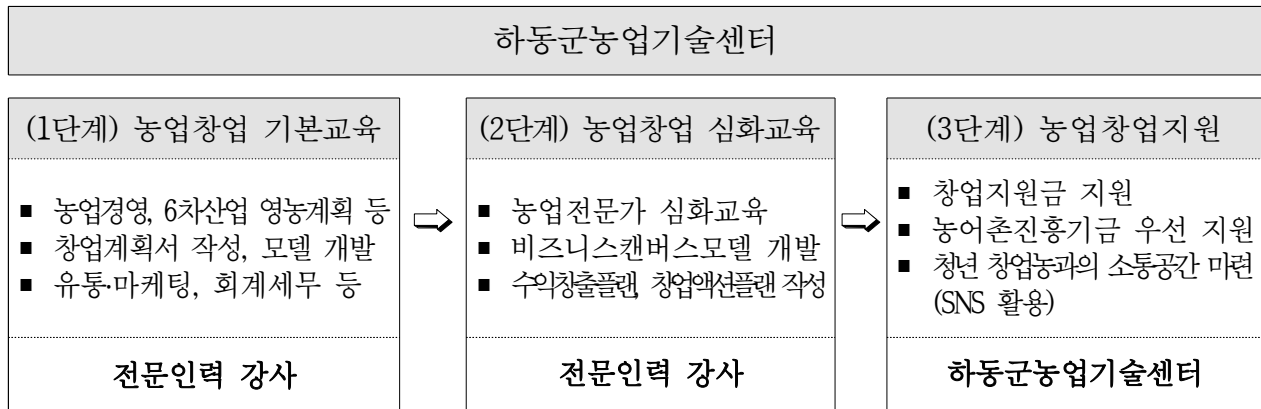 하동군농업기술센터
(1단계) 농업창업 기본교육
■ 농업경영, 6차산업 영농계획 등
■ 창업계획서 작성, 모델 개발
■ 유통·마케팅, 회계세무 등
전문인력 강사
⇨
(2단계) 농업창업 심화교육
■ 농업전문가 심화교육
■ 비즈니스캔버스모델 개발
■ 수익창출플랜, 창업액션플랜 작성
전문인력 강사
⇨
(3단계) 농업창업지원
■ 창업지원금 지원
■ 농어촌진흥기금 우선 지원
■ 청년 창업농과의 소통공간 마련
(SNS 활용)
하동군농업기술센터